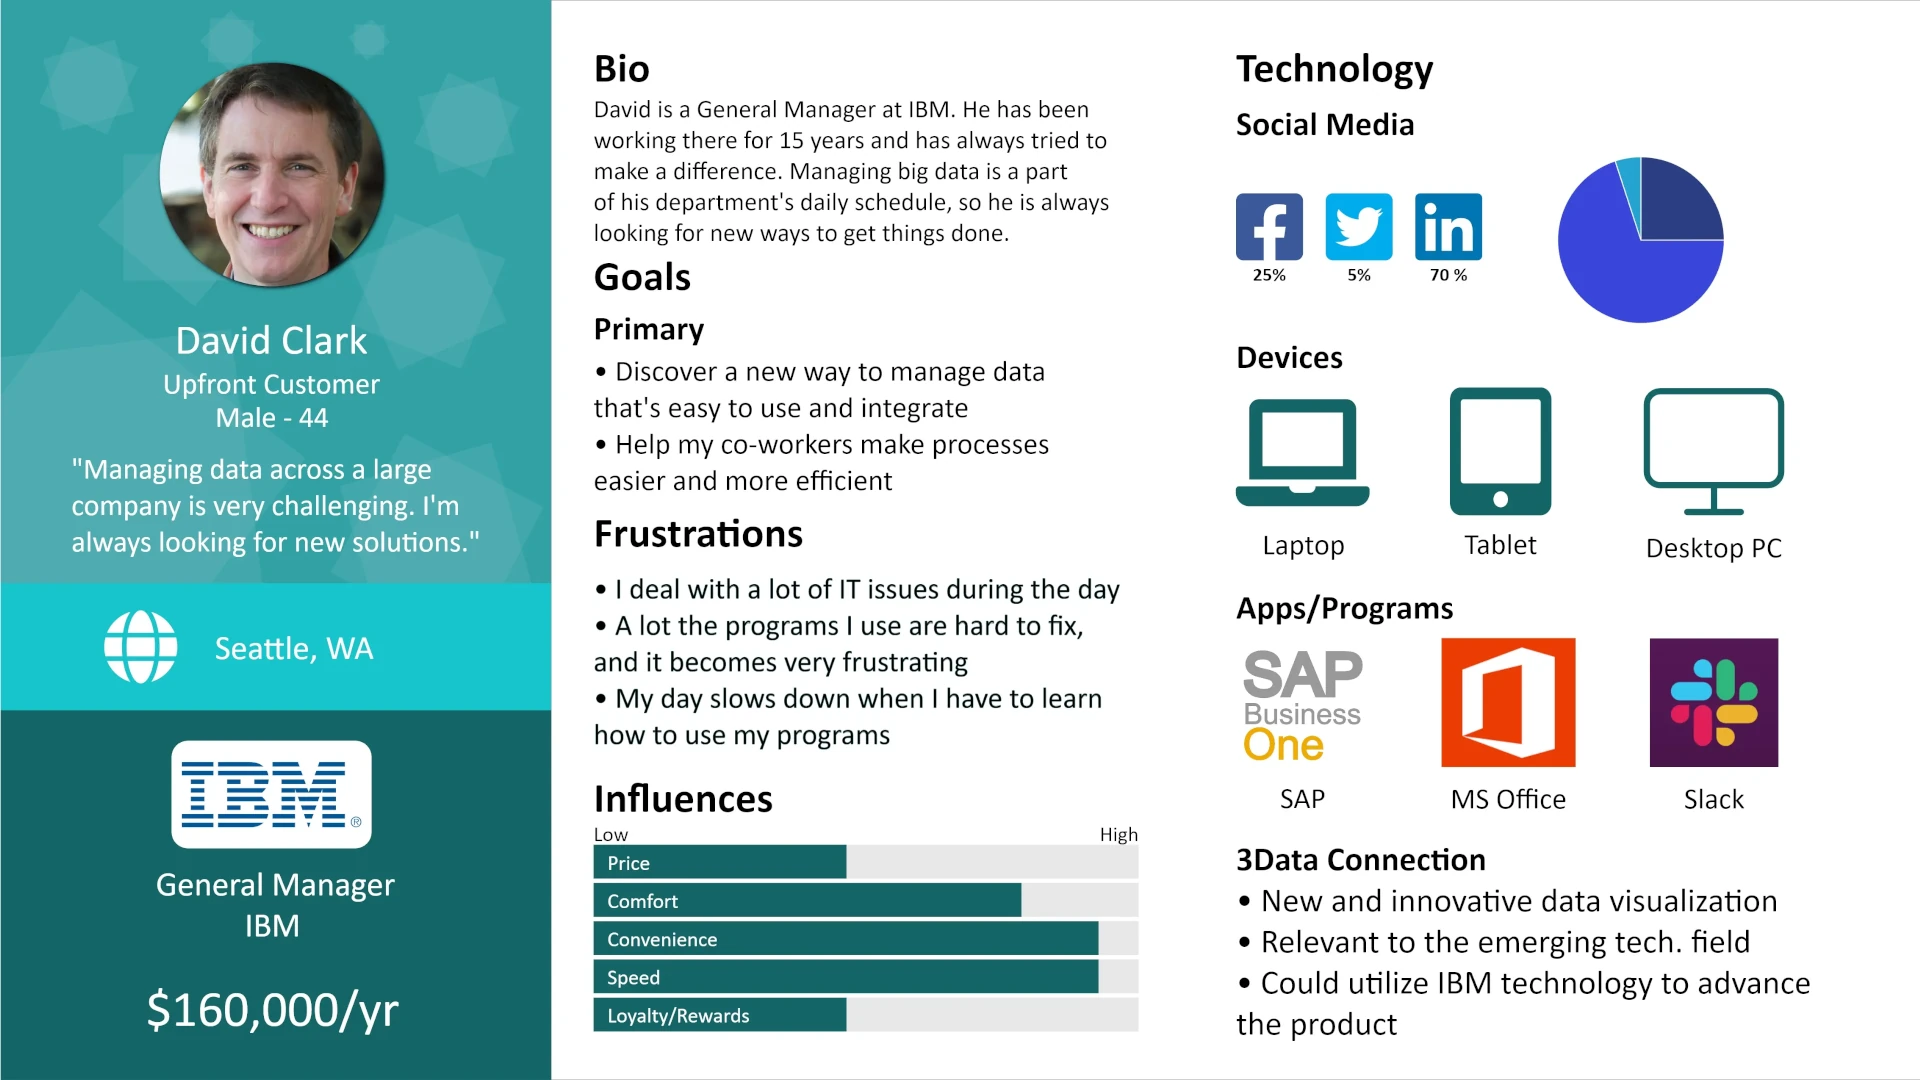 David Clark
Upfront Customer
Male - 44
"Managing data across a large
company is very challenging. I'm
always looking for new solutions."
Seattle, WA
IBM®
General Manager
IBM
$160,000/yr
Bio
David is a General Manager at IBM. He has been
working there for 15 years and has always tried to
make a difference. Managing big data is a part
of his department's daily schedule, so he is always
looking for new ways to get things done.
Goals
Primary
• Discover a new way to manage data
that's easy to use and integrate
• Help my co-workers make processes
easier and more efficient
Frustrations
• I deal with a lot of IT issues during the day
• A lot the programs I use are hard to fix,
and it becomes very frustrating
• My day slows down when I have to learn
how to use my programs
Influences
Low High
Price
Comfort
Convenience
Speed
Loyalty/Rewards
Technology
Social Media
25% 5% 70 %
Devices
Laptop Tablet Desktop PC
Apps/Programs
SAP
Business
One
SAP MS Office Slack
3Data Connection
• New and innovative data visualization
• Relevant to the emerging tech. field
• Could utilize IBM technology to advance
the product